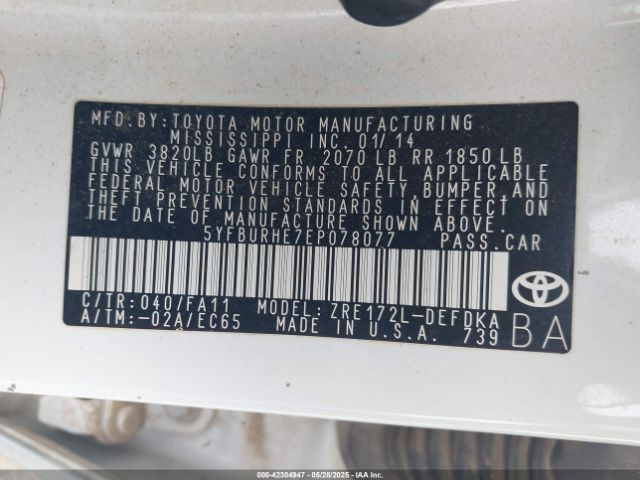 MFD.BY:TOYOTA MOTOR MANUFACTURING
MISSISSIPPI INC. 01/14
GVWR 3820LB GAWR FR 2070 LB RR 1850 LB
THIS VEHICLE CONFORMS TO ALL APPLICABLE
FEDERAL MOTOR VEHICLE SAFETY, BUMPER, AND
THEFT PREVENTION STANDARDS IN EFFECT ON
THE DATE OF MANUFACTURE SHOWN ABOVE.
5YFBURHE7EP078077 PASS.CAR
C/TR: 040/FA11 MODEL: ZRE172L-DEFDKA
A/TM:-02A/EC65 MADE IN U.S.A. 739
BA
000-42304947 - 05/28/2025 - IAAI.COM